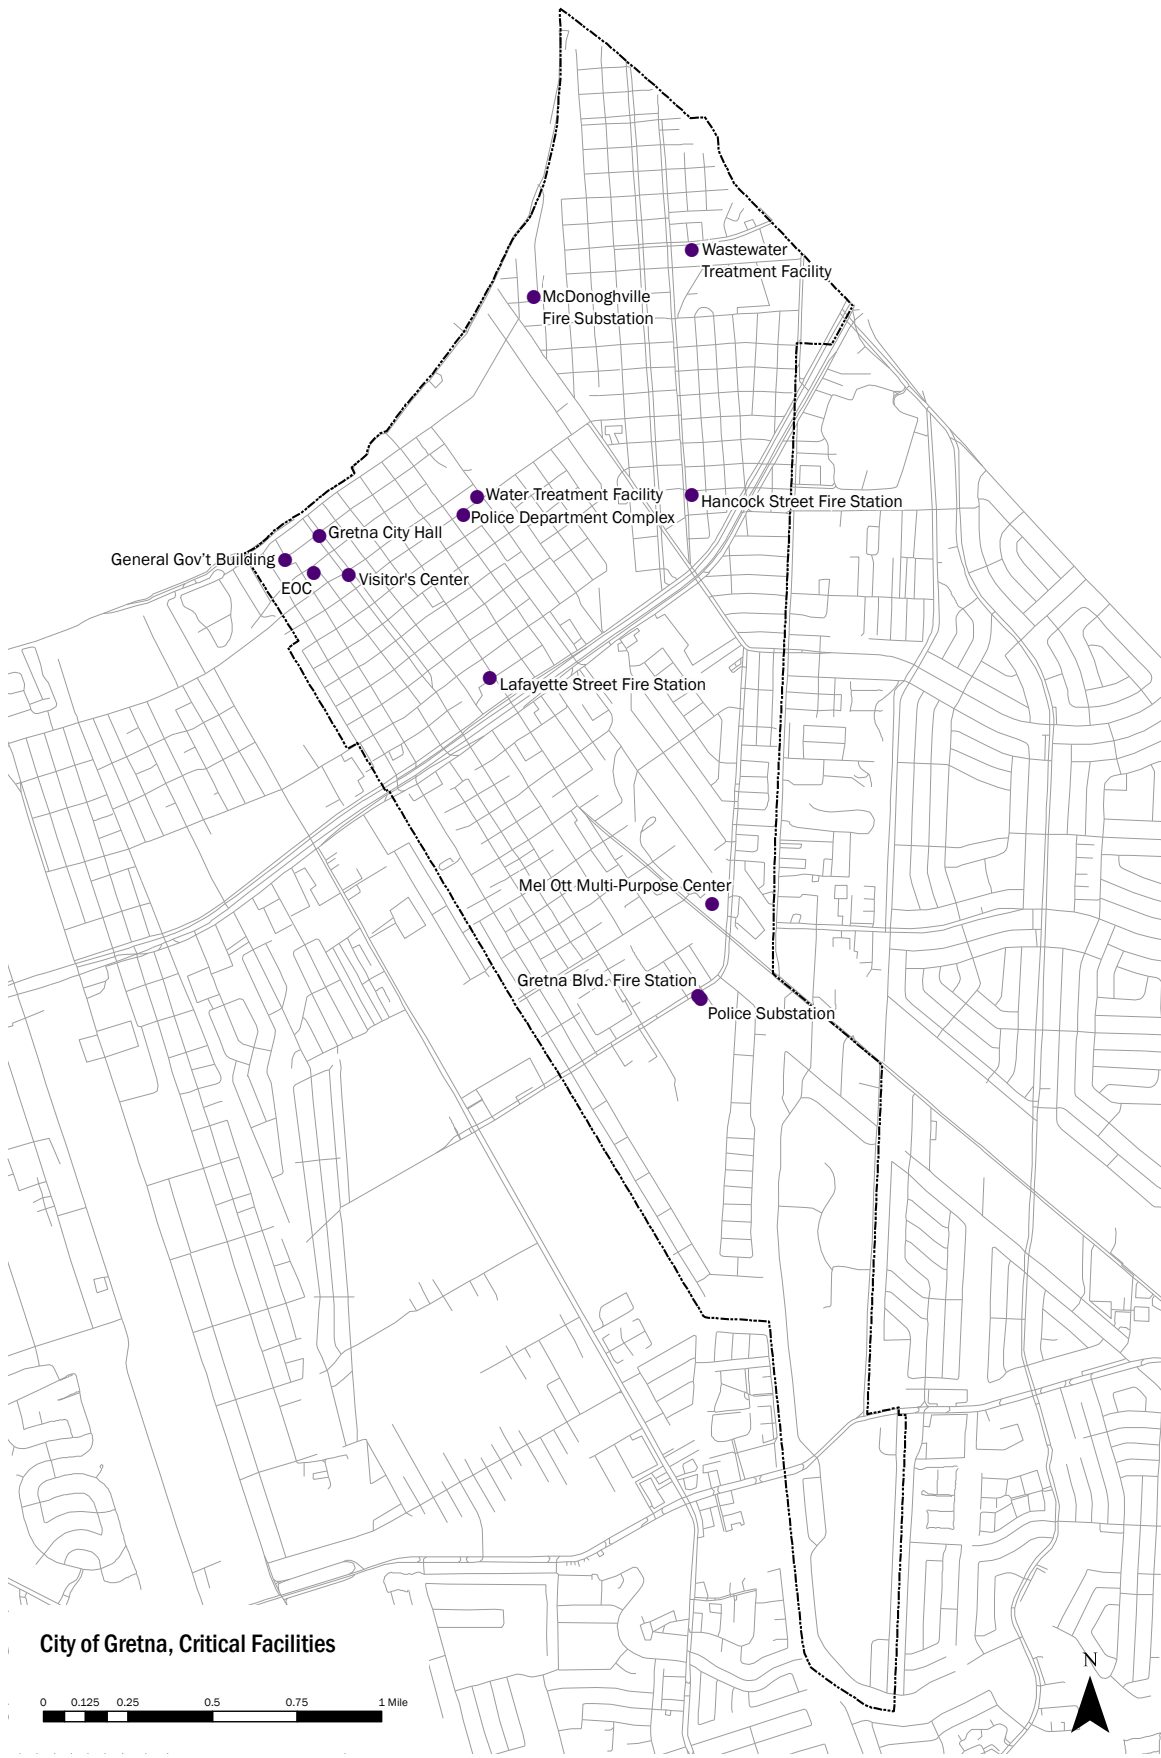 Wastewater
Treatment Facility
McDonoghville
Fire Substation
Water Treatment Facility
Hancock Street Fire Station
Police Department Complex
Gretna City Hall
General Gov't Building
EOC
Visitor's Center
Lafayette Street Fire Station
Mel Ott Multi-Purpose Center
Gretna Blvd. Fire Station
Police Substation
City of Gretna, Critical Facilities
0 0.125 0.25 0.5 0.75 1 Mile
N